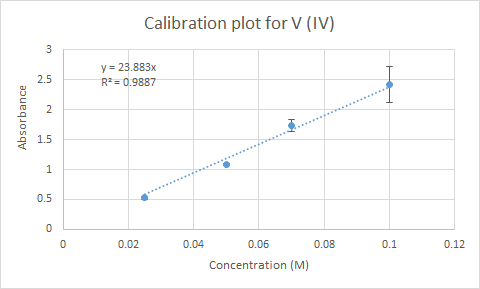 Calibration plot for V (IV)
y = 23.883x
R² = 0.9887
Absorbance
3
2.5
2
1.5
1
0.5
0
0 0.02 0.04 0.06 0.08 0.1 0.12
Concentration (M)